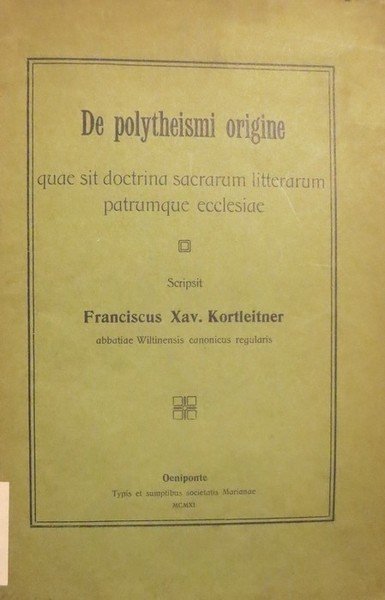 De polytheismi origine
quae sit doctrina sacrarum litterarum
patrumque ecclesiae
Scripsit
Franciscus Xav. Kortleitner
abbatiae Wiltinensis canonicus regularis
Oeniponte
Typis et sumptibus societatis Marianae
MCMXI